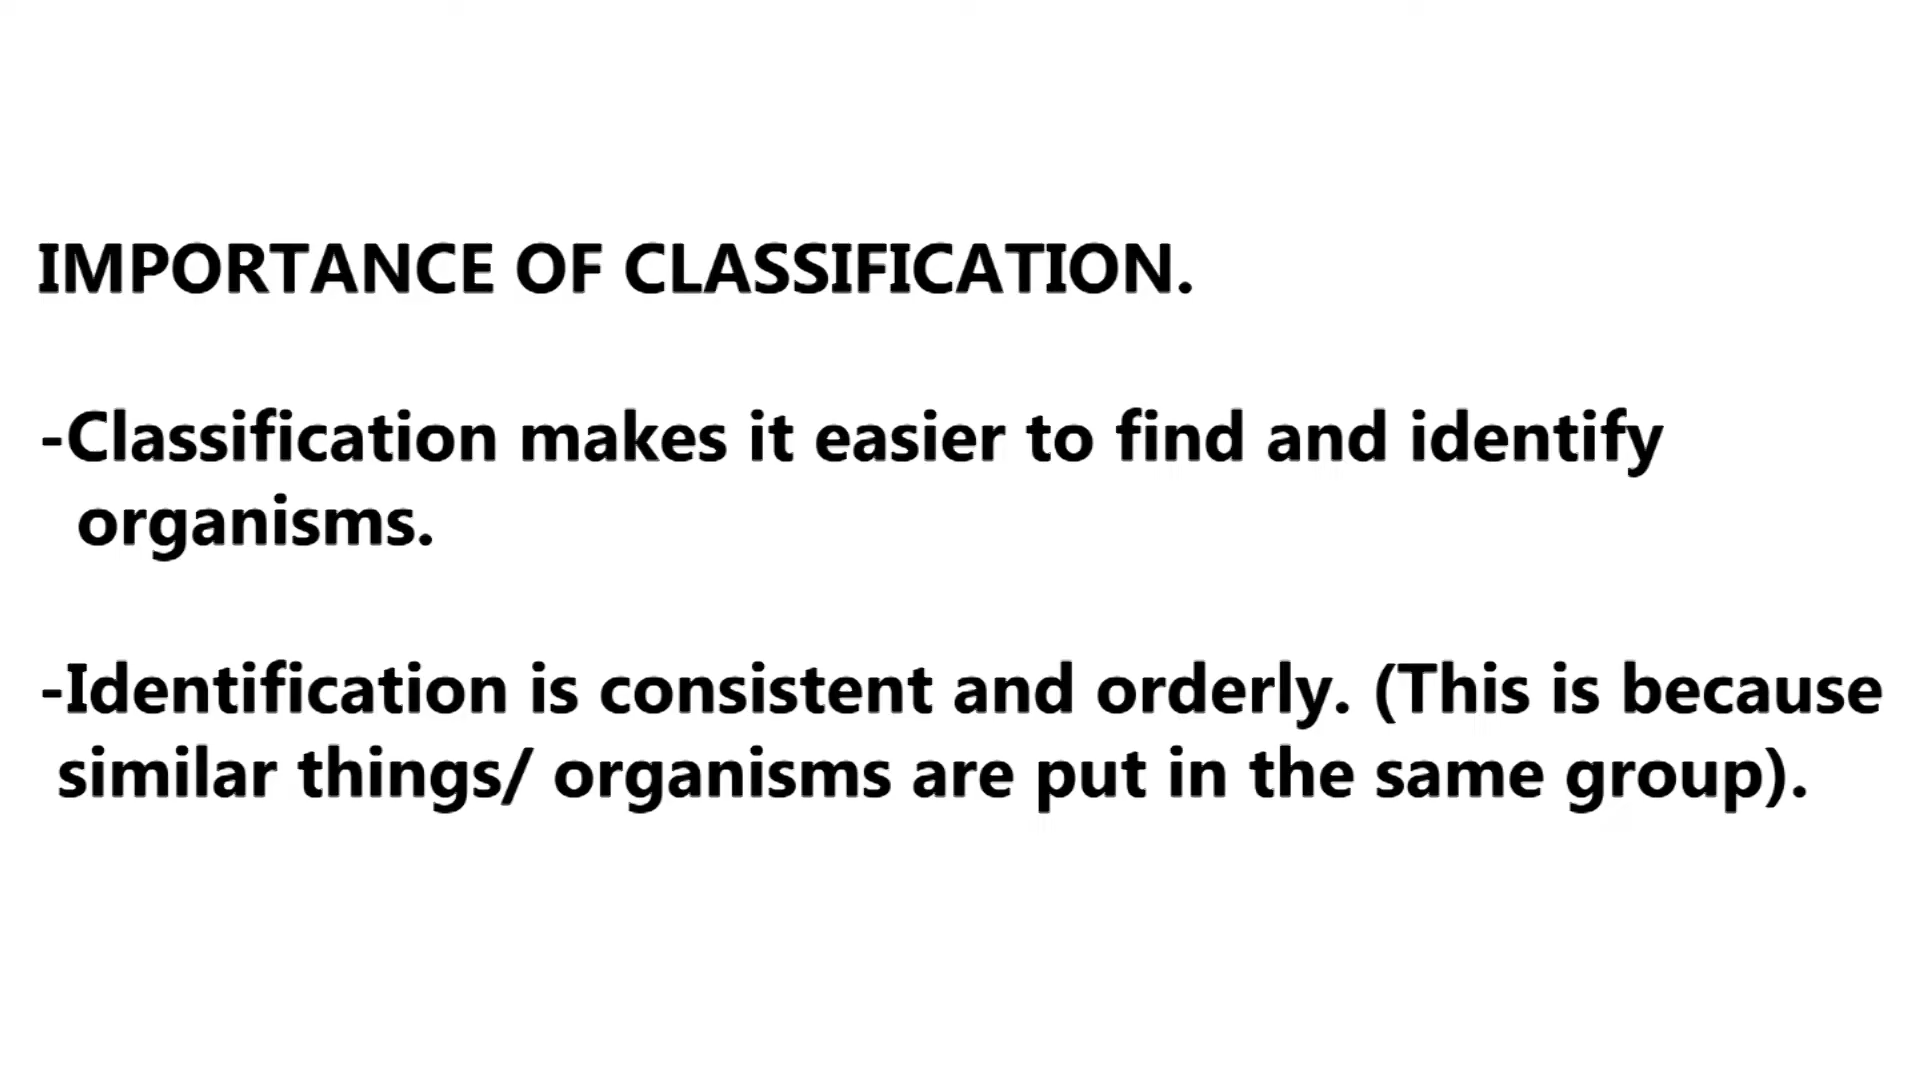 IMPORTANCE OF CLASSIFICATION.
-Classification makes it easier to find and identify
organisms.
-Identification is consistent and orderly. (This is because
similar things/ organisms are put in the same group).